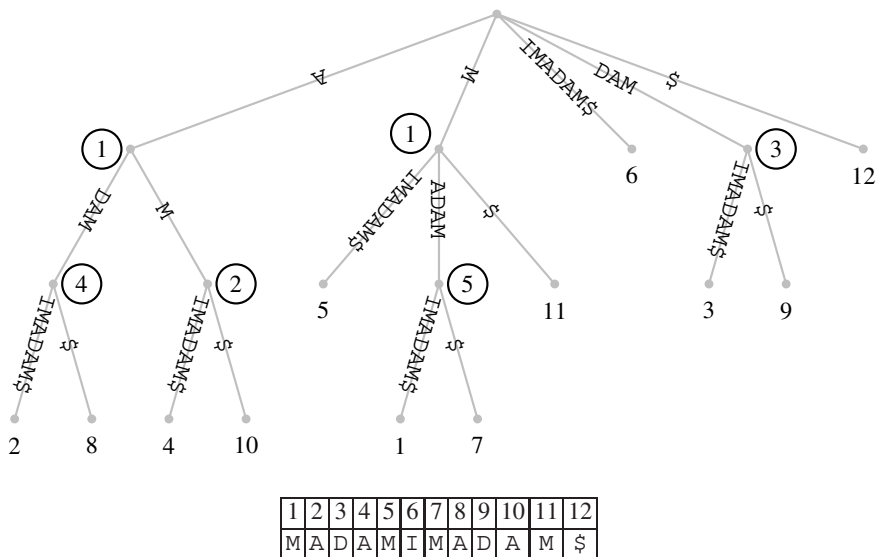 A M IMADAM$ DAM $
1 1 6 3 12
DAM M IMADAM$ ADAM $ IMADAM$ $
4 2 5 5 11 3 9
IMADAM$ $ IMADAM$ $ IMADAM$ $
2 8 4 10 1 7
1 2 3 4 5 6 7 8 9 10 11 12
M A D A M I M A D A M $